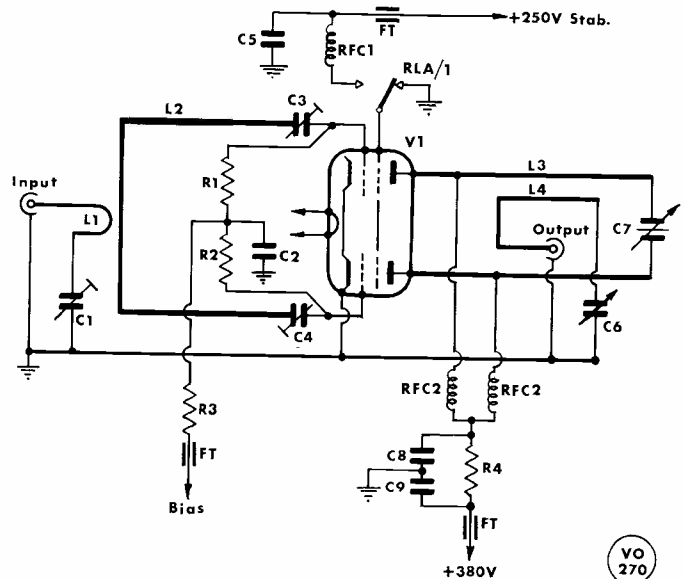 FT
+250V Stab.
C5
RFC1
RLA/1
C3
L2
V1
L3
L4
Input
R1
L1
Output
C7
R2
C2
C1
C4
C6
RFC2
RFC2
R3
FT
C8
R4
C9
Bias
FT
+380V
VO
270